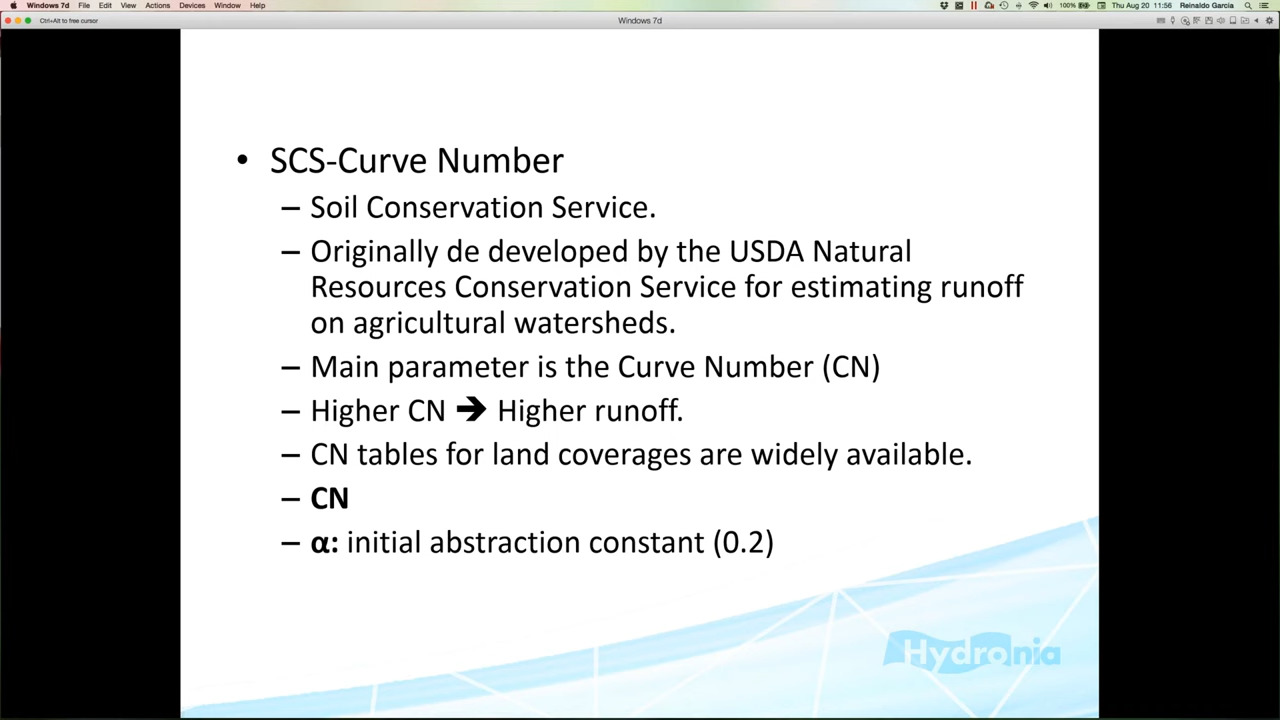 Windows 7d File Edit View Actions Devices Window Help
100% Thu Aug 20 11:56 Reinaldo Garcia
Ctrl+Alt to free cursor
Windows 7d
• SCS-Curve Number
– Soil Conservation Service.
– Originally de developed by the USDA Natural
Resources Conservation Service for estimating runoff
on agricultural watersheds.
– Main parameter is the Curve Number (CN)
– Higher CN ➔ Higher runoff.
– CN tables for land coverages are widely available.
– CN
– α: initial abstraction constant (0.2)
Hydronia